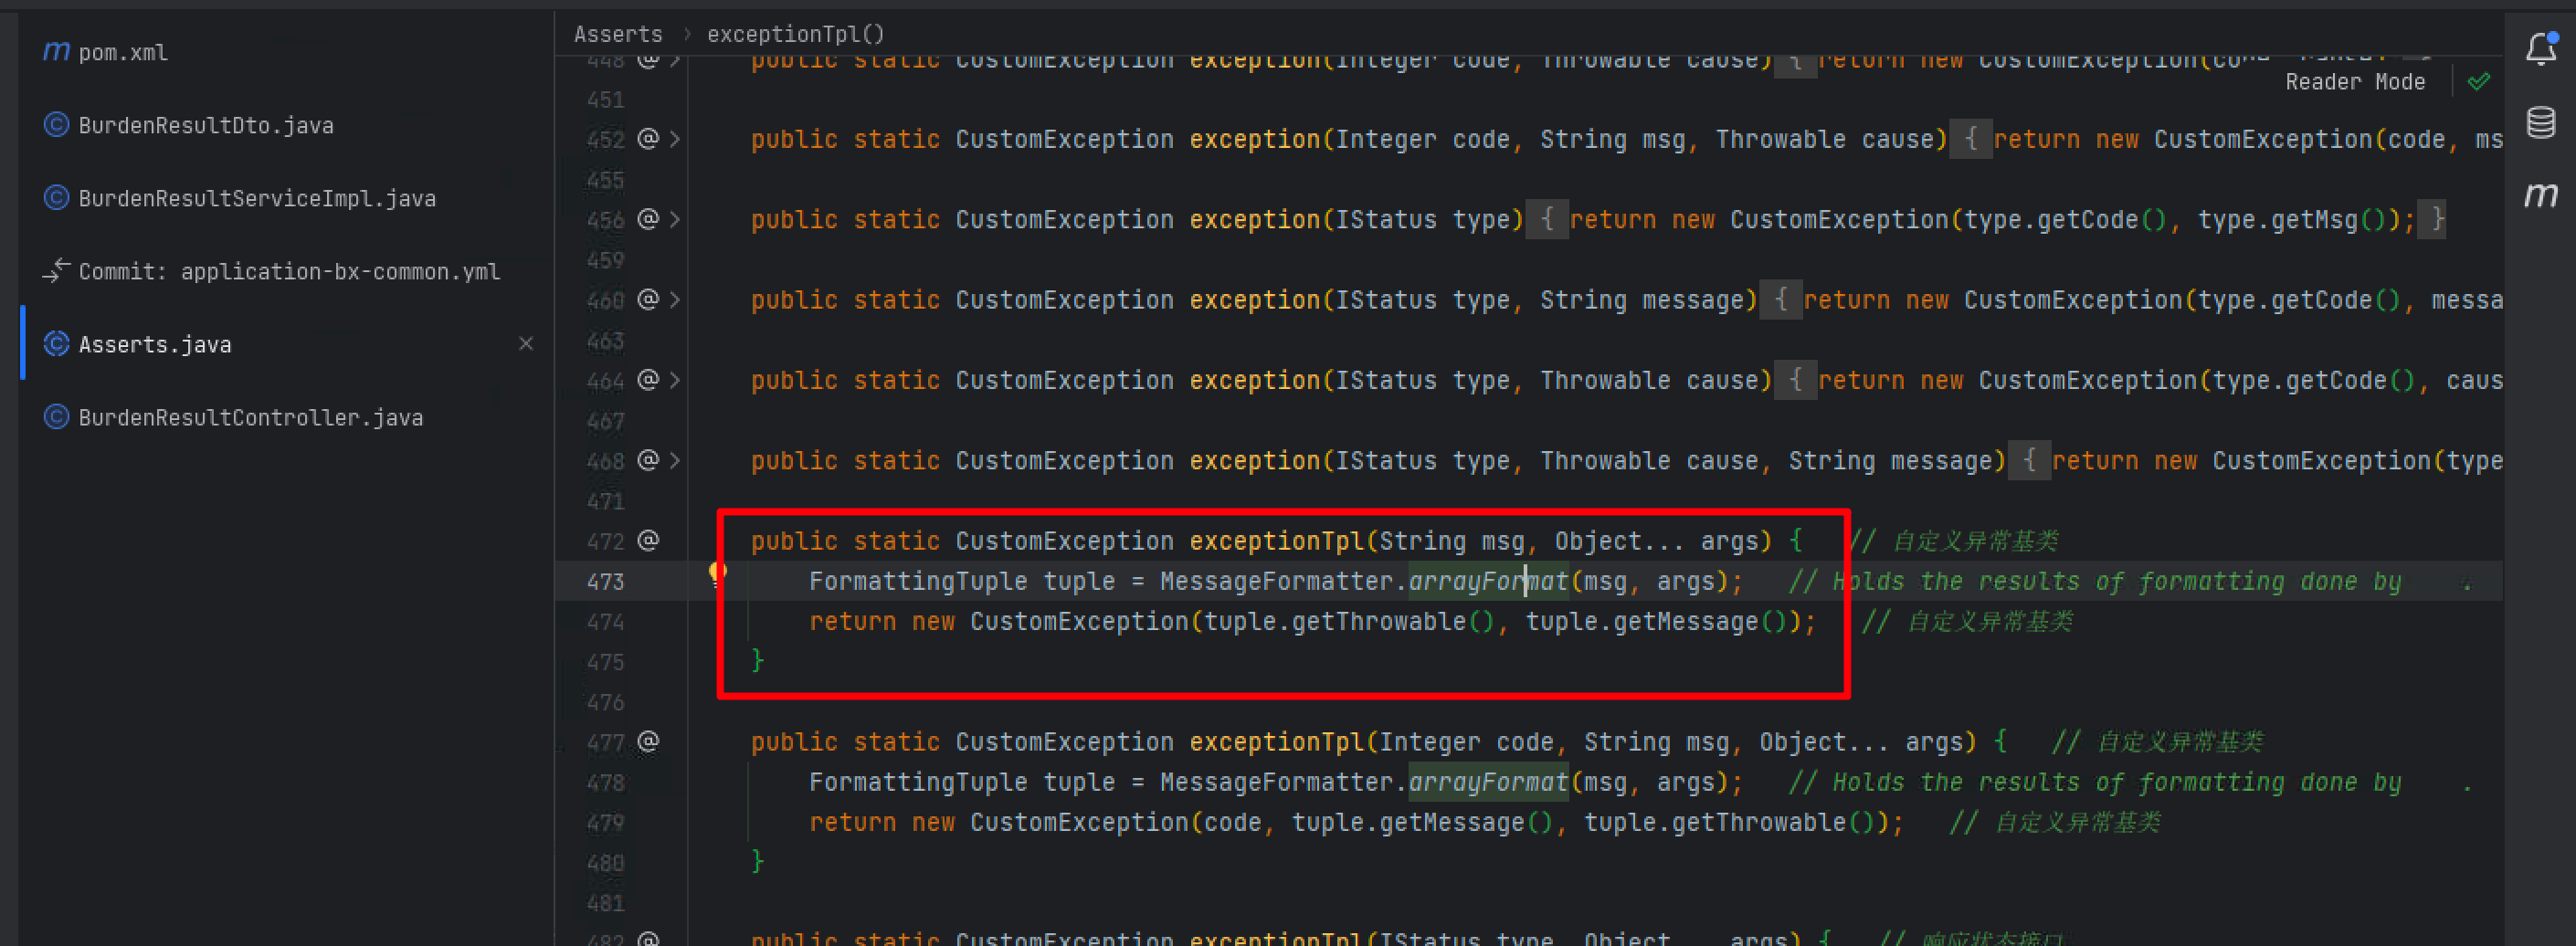 pom.xml
BurdenResultDto.java
BurdenResultServiceImpl.java
Commit: application-bx-common.yml
Asserts.java
BurdenResultController.java
Asserts > exceptionTpl()
Reader Mode
448 public static CustomException exception(Integer code, Throwable cause) { return new CustomException(co
451
452 public static CustomException exception(Integer code, String msg, Throwable cause) { return new CustomException(code, ms
455
456 public static CustomException exception(IStatus type) { return new CustomException(type.getCode(), type.getMsg()); }
459
460 public static CustomException exception(IStatus type, String message) { return new CustomException(type.getCode(), messa
463
464 public static CustomException exception(IStatus type, Throwable cause) { return new CustomException(type.getCode(), caus
467
468 public static CustomException exception(IStatus type, Throwable cause, String message) { return new CustomException(type
471
472 public static CustomException exceptionTpl(String msg, Object... args) { // 自定义异常基类
473 FormattingTuple tuple = MessageFormatter.arrayFormat(msg, args); // Holds the results of formatting done by .
474 return new CustomException(tuple.getThrowable(), tuple.getMessage()); // 自定义异常基类
475 }
476
477 public static CustomException exceptionTpl(Integer code, String msg, Object... args) { // 自定义异常基类
478 FormattingTuple tuple = MessageFormatter.arrayFormat(msg, args); // Holds the results of formatting done by .
479 return new CustomException(code, tuple.getMessage(), tuple.getThrowable()); // 自定义异常基类
480 }
481
482 public static CustomException exceptionTpl(IStatus type, Object... args) { // 响应状态接口